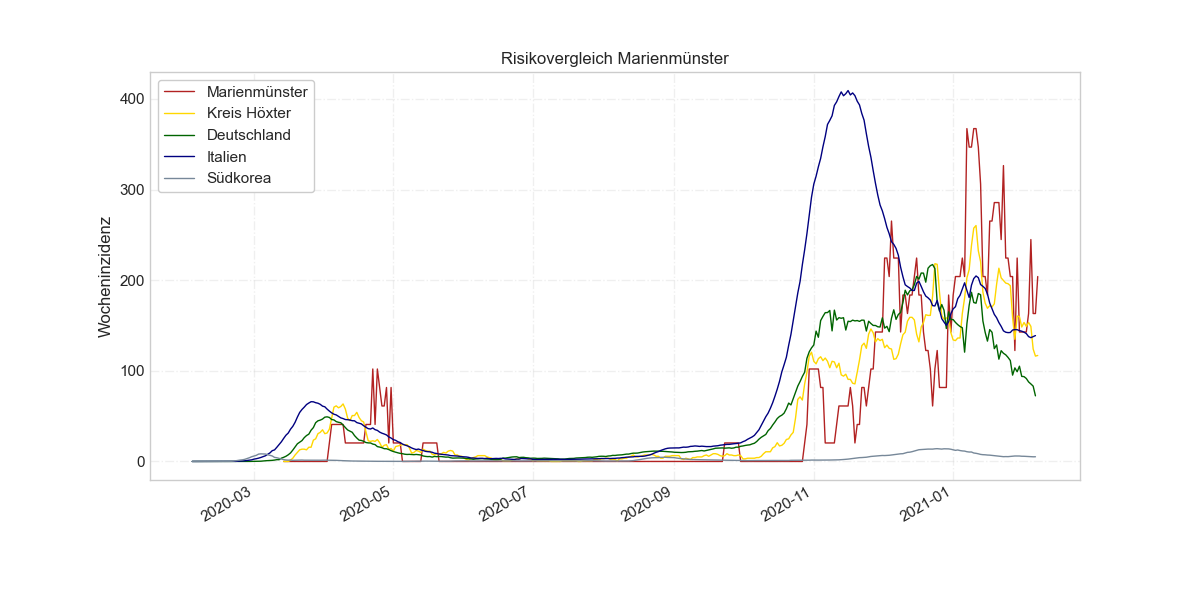 Risikovergleich Marienmünster
Marienmünster
Kreis Höxter
Deutschland
Italien
Südkorea
Wocheninzidenz
400
300
200
100
0
2020-03
2020-05
2020-07
2020-09
2020-11
2021-01